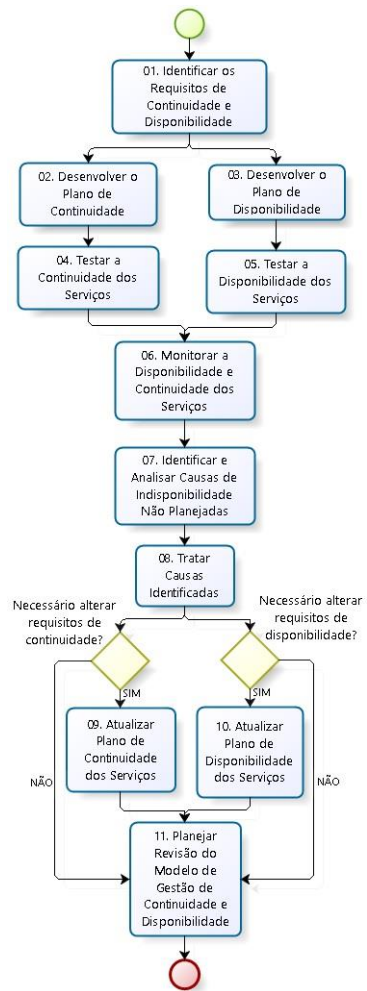 01. Identificar os
Requisitos de
Continuidade e
Disponibilidade
02. Desenvolver o
Plano de
Continuidade
03. Desenvolver o
Plano de
Disponibilidade
04. Testar a
Continuidade dos
Serviços
05. Testar a
Disponibilidade dos
Serviços
06. Monitorar a
Disponibilidade e
Continuidade dos
Serviços
07. Identificar e
Analisar Causas de
Indisponibilidade
Não Planejadas
08. Tratar
Causas
Identificadas
Necessário alterar
requisitos de
continuidade?
Necessário alterar
requisitos de
disponibilidade?
SIM
SIM
09. Atualizar
Plano de
Continuidade
dos Serviços
10. Atualizar
Plano de
Disponibilidade
dos Serviços
NÃO
NÃO
11. Planejar
Revisão do
Modelo de
Gestão de
Continuidade e
Disponibilidade